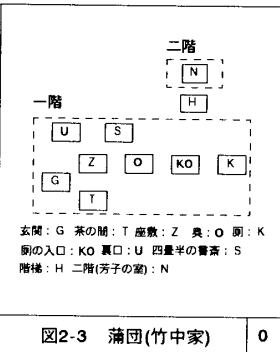 二階
N
H
一階
U S
Z O KO K
G
T
玄関：G 茶の間：T 座敷：Z 奥：O 厠：K
厠の入口：KO 裏口：U 四畳半の書斎：S
階梯：H 二階(芳子の室)：N
図2-3 蒲団(竹中家) 0